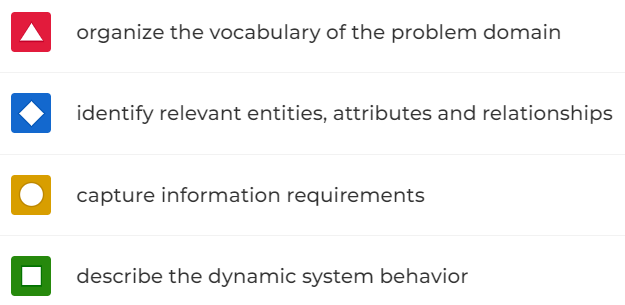 organize the vocabulary of the problem domain
identify relevant entities, attributes and relationships
capture information requirements
describe the dynamic system behavior